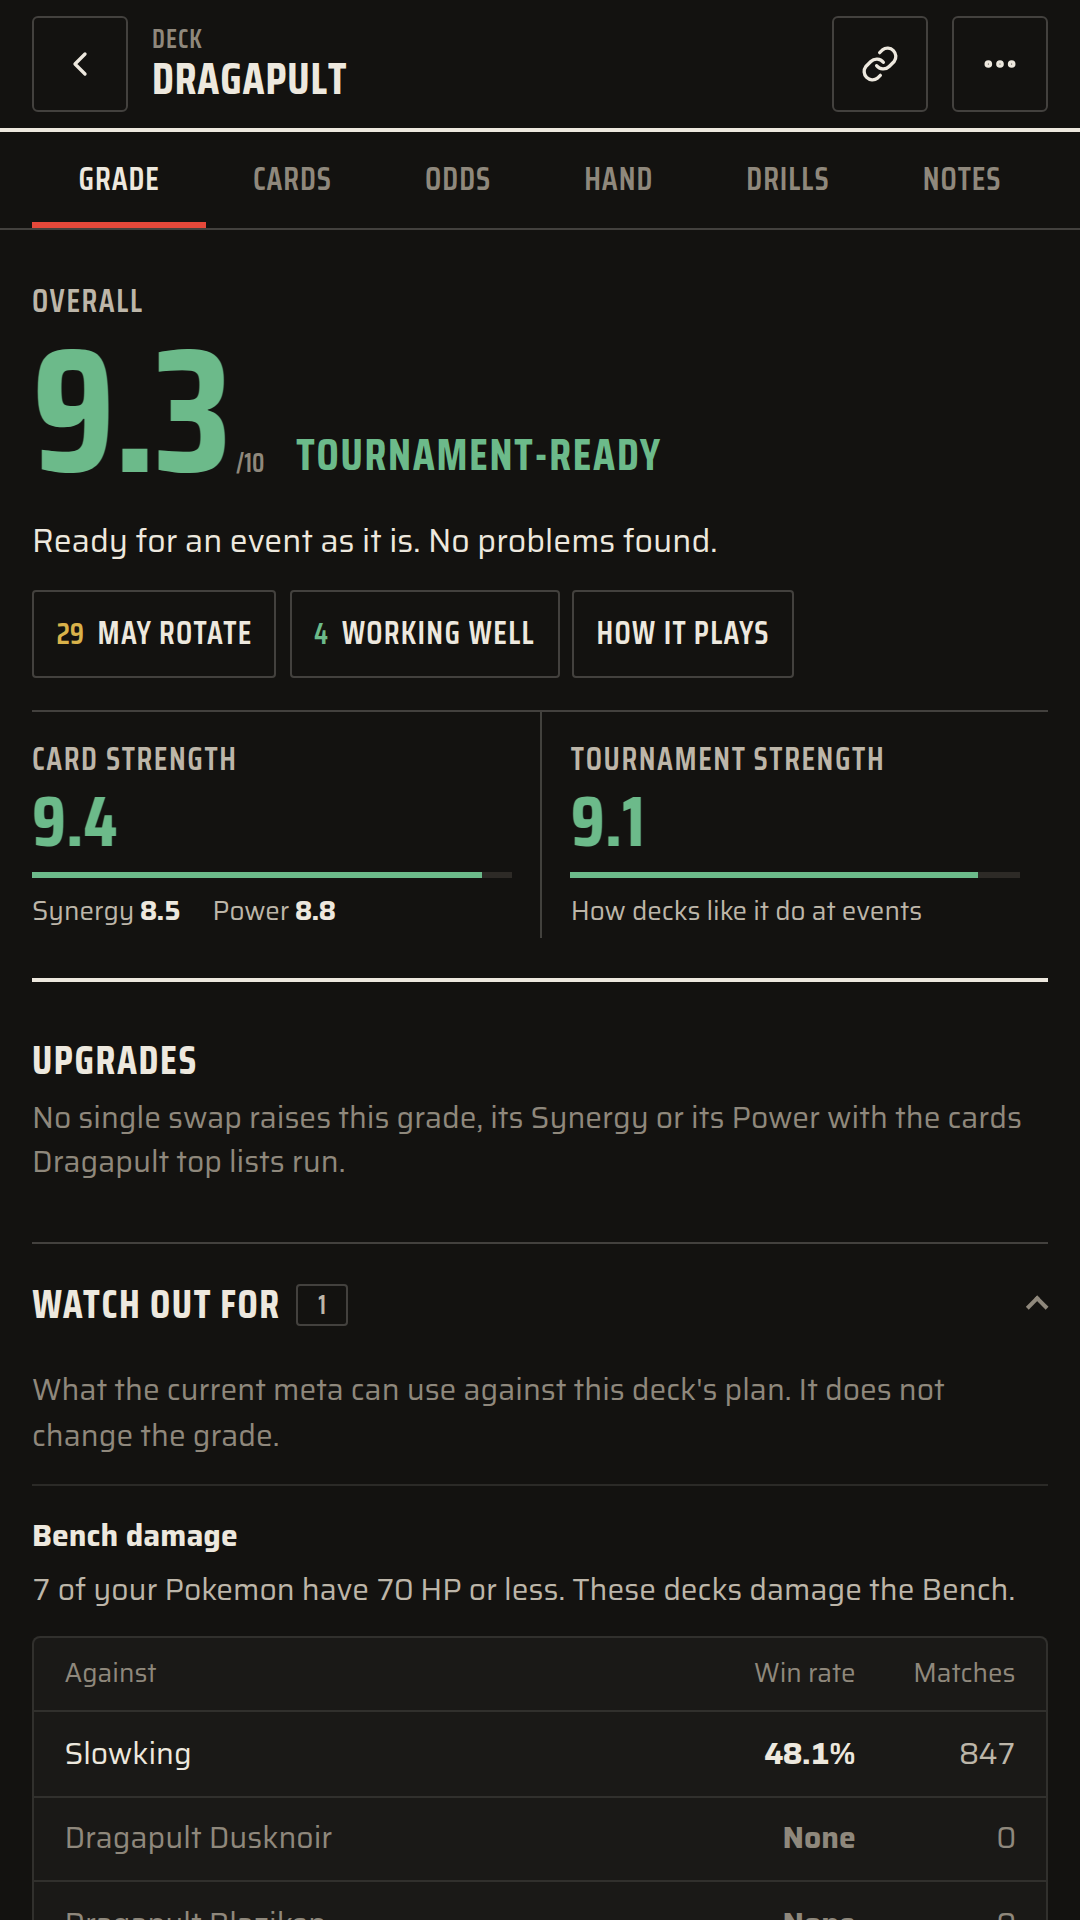 DECK
DRAGAPULT
GRADE CARDS ODDS HAND DRILLS NOTES
OVERALL
9.3 /10 TOURNAMENT-READY
Ready for an event as it is. No problems found.
29 MAY ROTATE 4 WORKING WELL HOW IT PLAYS
CARD STRENGTH TOURNAMENT STRENGTH
9.4 9.1
Synergy 8.5 Power 8.8 How decks like it do at events
UPGRADES
No single swap raises this grade, its Synergy or its Power with the cards
Dragapult top lists run.
WATCH OUT FOR 1
What the current meta can use against this deck's plan. It does not
change the grade.
Bench damage
7 of your Pokemon have 70 HP or less. These decks damage the Bench.
Against Win rate Matches
Slowking 48.1% 847
Dragapult Dusknoir None 0
Dragapult Blaziken None 0